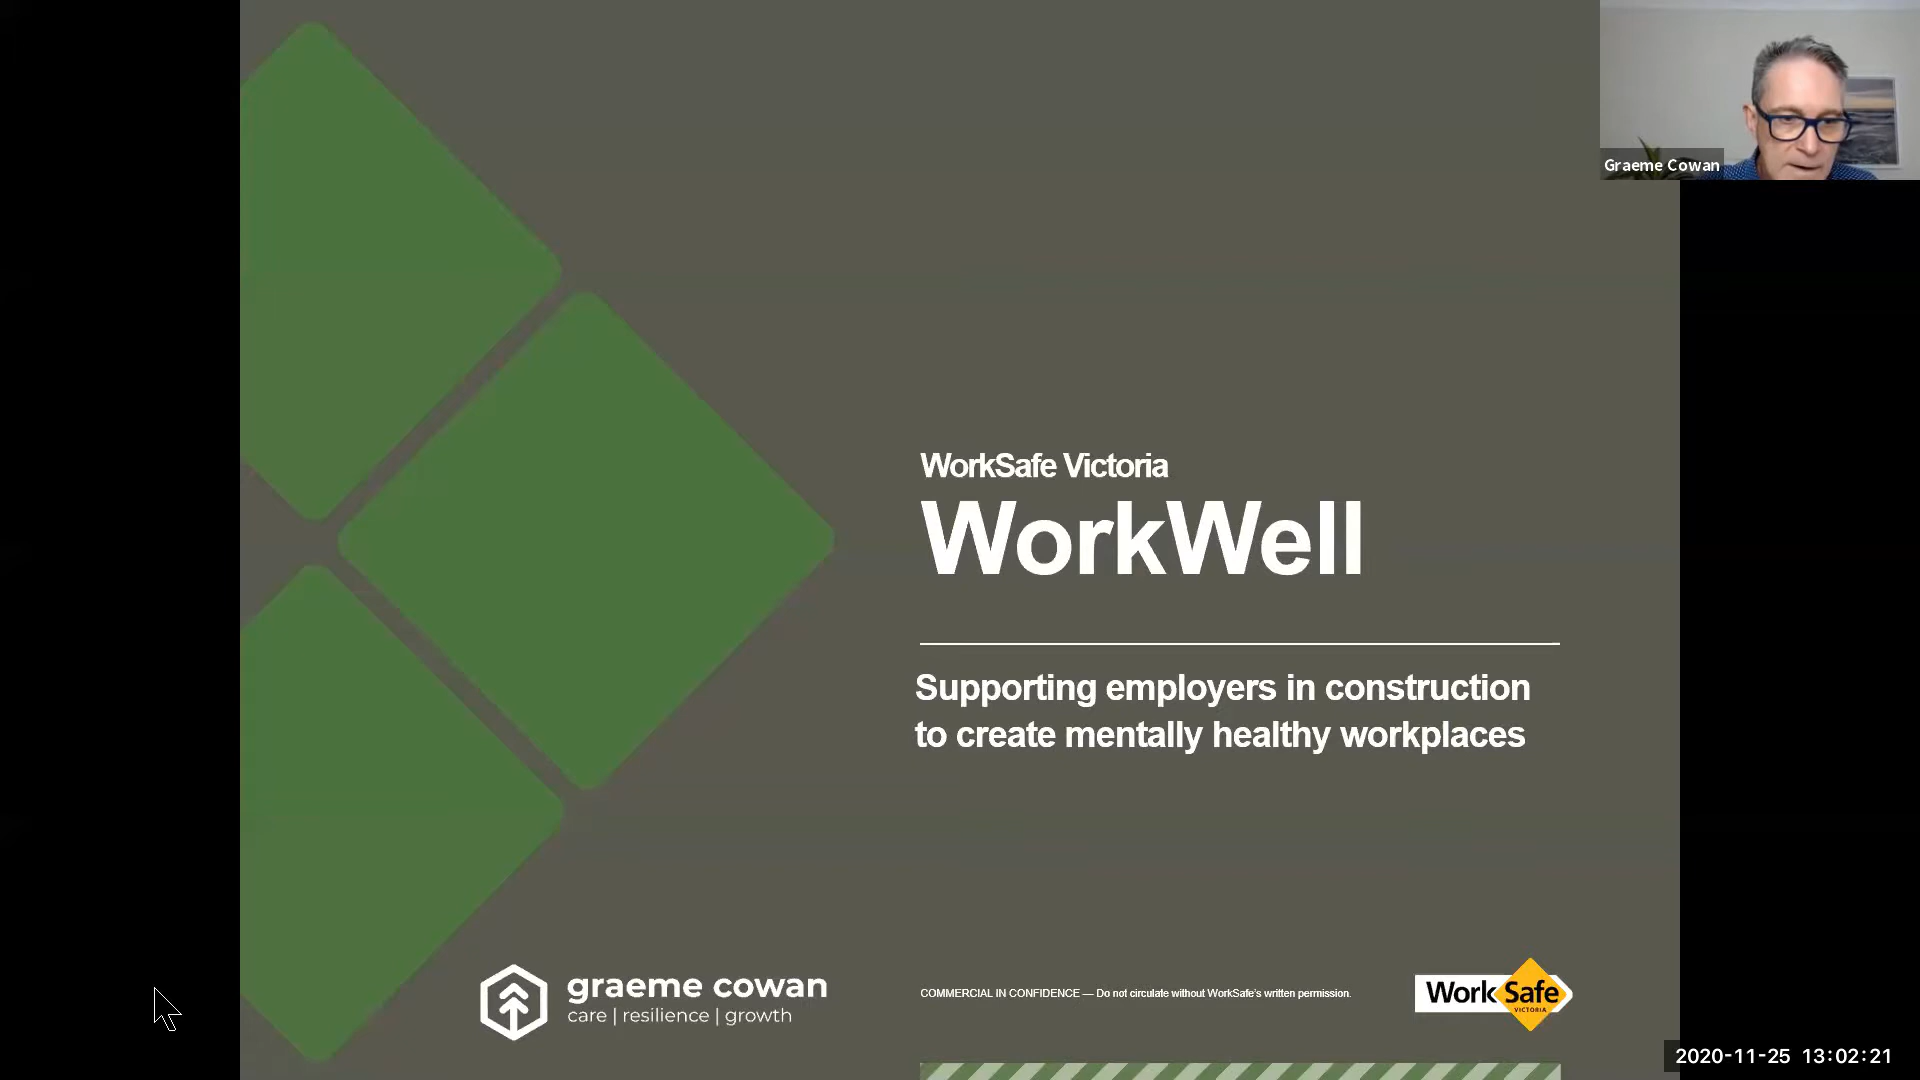 Graeme Cowan
WorkSafe Victoria
WorkWell
Supporting employers in construction
to create mentally healthy workplaces
graeme cowan
care | resilience | growth
COMMERCIAL IN CONFIDENCE — Do not circulate without WorkSafe's written permission.
WorkSafe
VICTORIA
2020-11-25 13:02:21